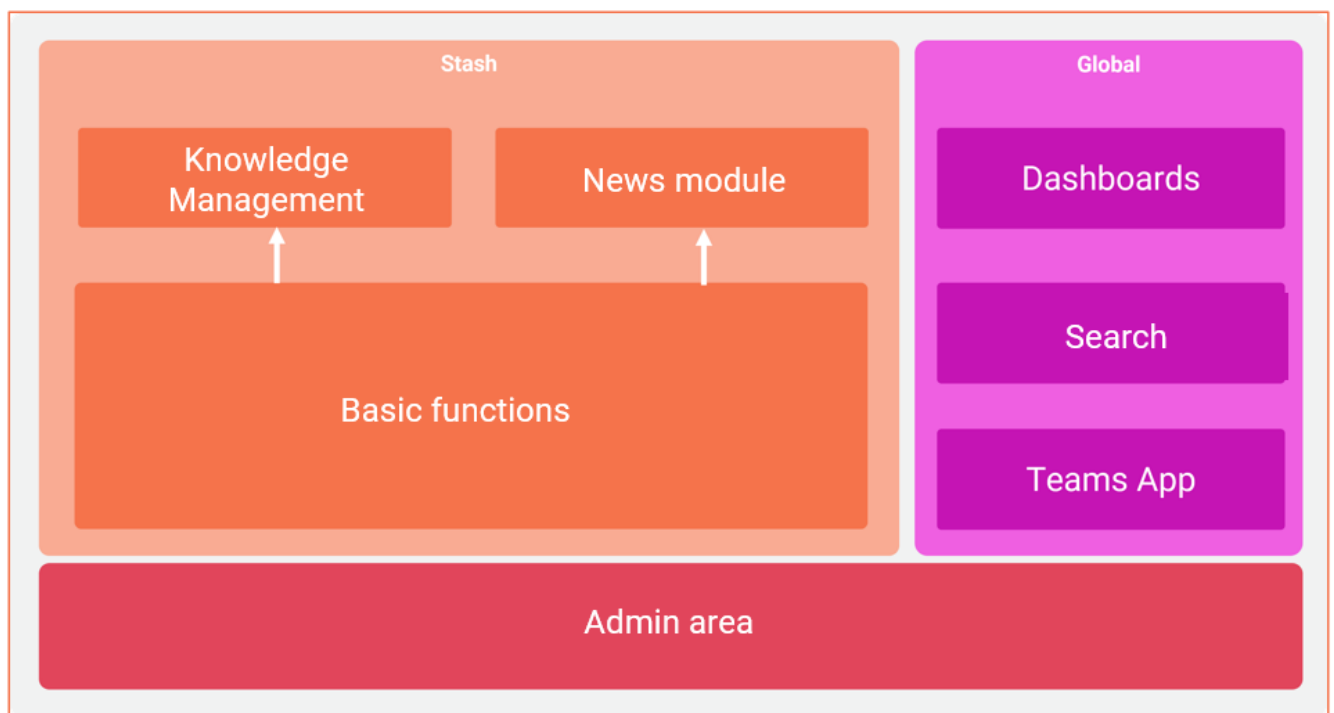 Stash
Knowledge
Management
News module
Basic functions
Global
Dashboards
Search
Teams App
Admin area